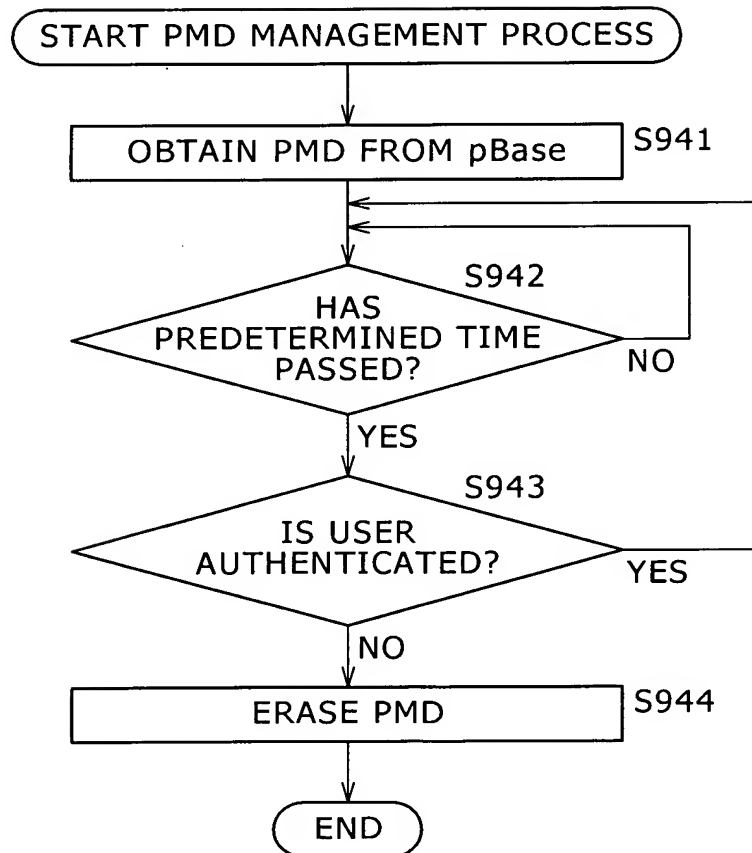 START PMD MANAGEMENT PROCESS
OBTAIN PMD FROM pBase
S941
S942
HAS
PREDETERMINED TIME
PASSED?
NO
YES
S943
IS USER
AUTHENTICATED?
YES
NO
ERASE PMD
S944
END